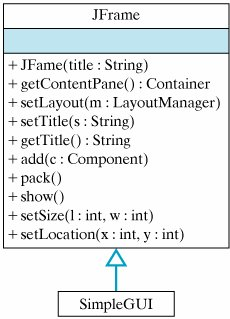 JFrame
+ JFame(title : String)
+ getContentPane() : Container
+ setLayout(m : LayoutManager)
+ setTitle(s : String)
+ getTitle() : String
+ add(c : Component)
+ pack()
+ show()
+ setSize(l : int, w : int)
+ setLocation(x : int, y : int)
SimpleGUI